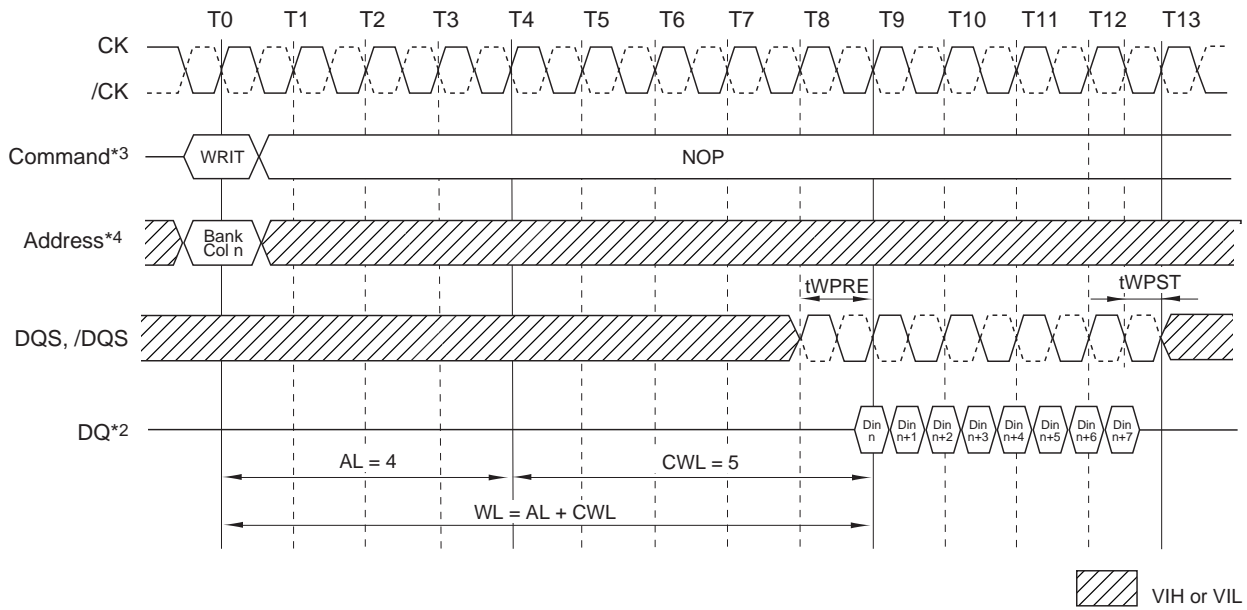 T0 T1 T2 T3 T4 T5 T6 T7 T8 T9 T10 T11 T12 T13
CK
/CK
Command*3 WRIT NOP
Address*4 Bank
Col n
tWPRE tWPST
DQS, /DQS
DQ*2 Din
n Din
n+1 Din
n+2 Din
n+3 Din
n+4 Din
n+5 Din
n+6 Din
n+7
AL = 4 CWL = 5
WL = AL + CWL
VIH or VIL